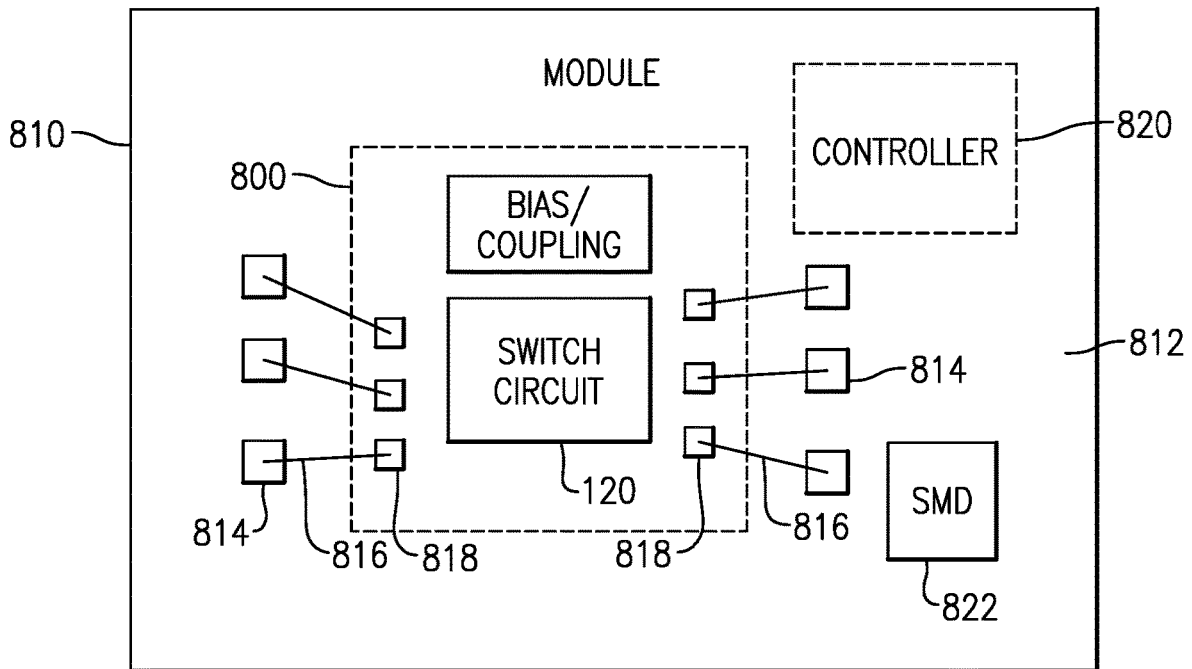 MODULE
810
820
CONTROLLER
800
BIAS/
COUPLING
812
SWITCH
CIRCUIT
814
SMD
120
814
816
818
818
816
822